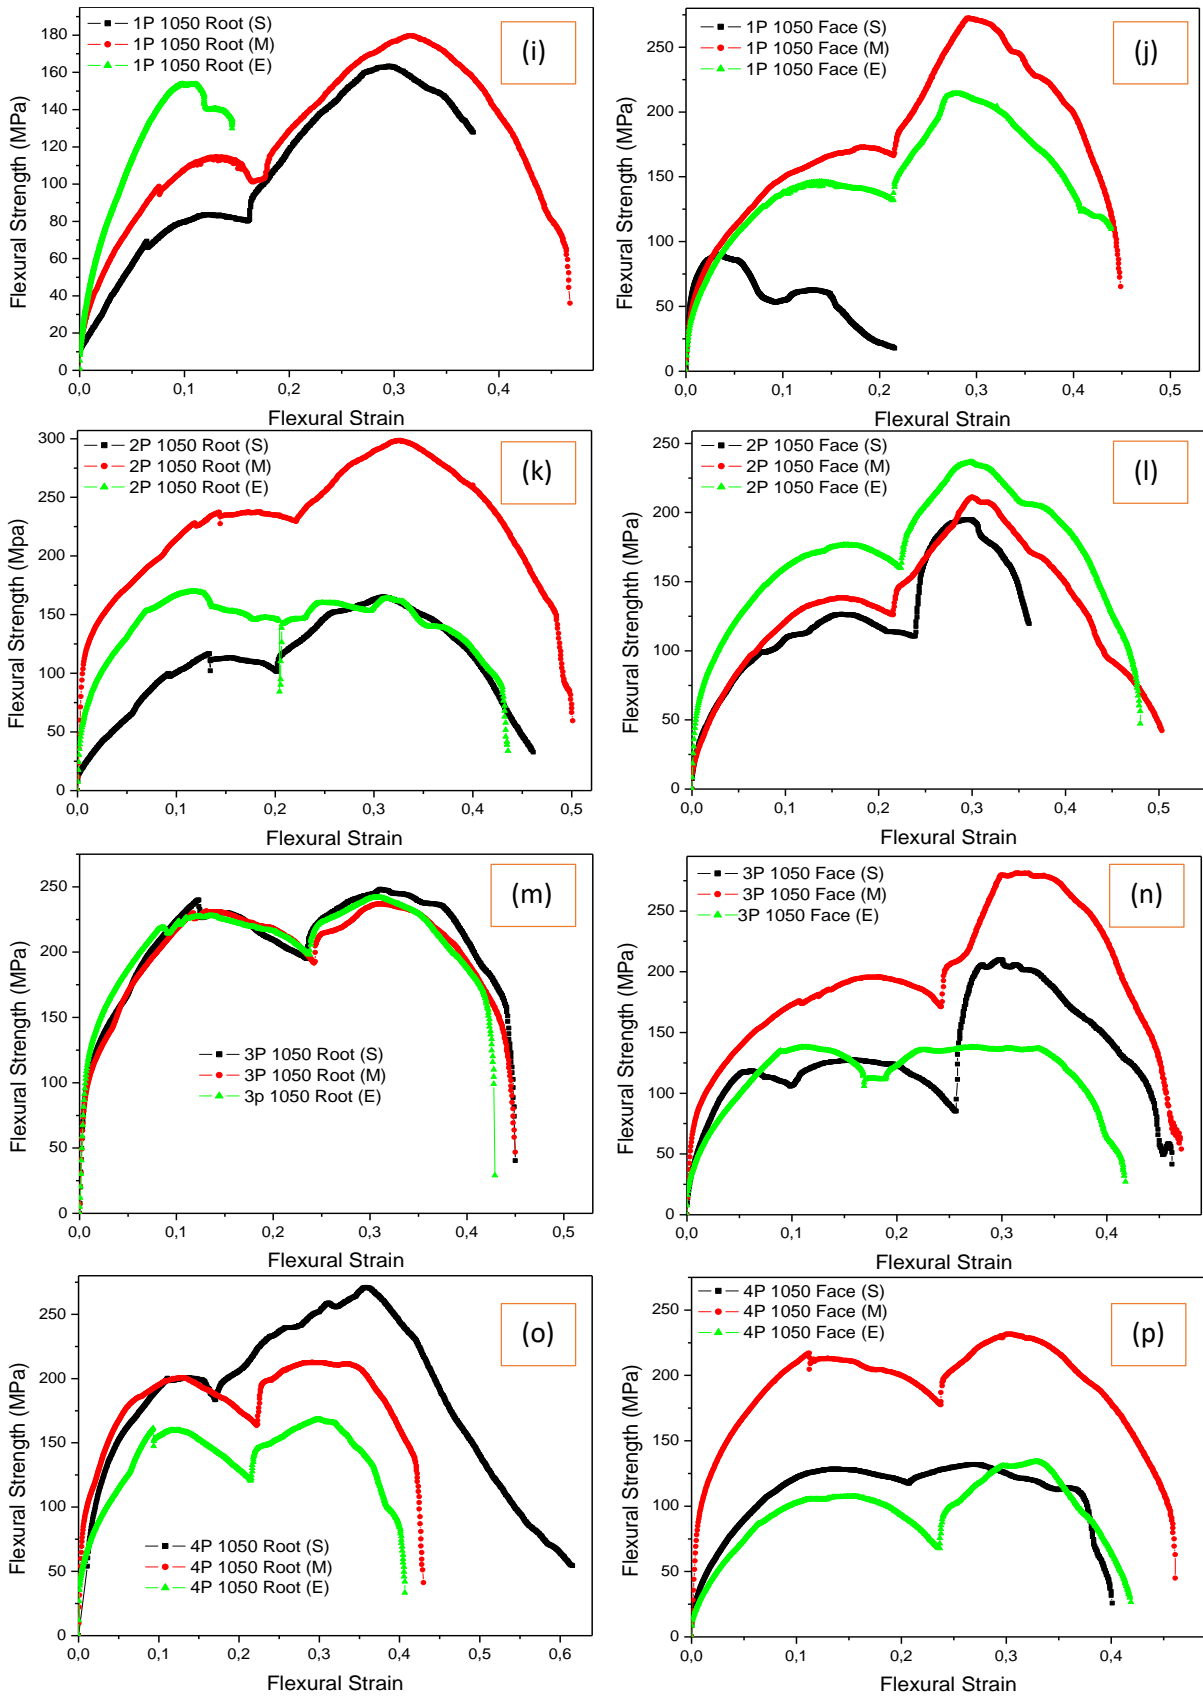 1P 1050 Root (S)
1P 1050 Root (M)
1P 1050 Root (E)
(i)
180
160
140
120
100
80
60
40
20
0
Flexural Strength (MPa)
0,0 0,1 0,2 0,3 0,4
Flexural Strain
1P 1050 Face (S)
1P 1050 Face (M)
1P 1050 Face (E)
(j)
250
200
150
100
50
0
Flexural Strength (MPa)
0,0 0,1 0,2 0,3 0,4 0,5
Flexural Strain
2P 1050 Root (S)
2P 1050 Root (M)
2P 1050 Root (E)
(k)
300
250
200
150
100
50
0
Flexural Strength (Mpa)
0,0 0,1 0,2 0,3 0,4 0,5
Flexural Strain
2P 1050 Face (S)
2P 1050 Face (M)
2P 1050 Face (E)
(l)
250
200
150
100
50
0
Flexural Strenghth (MPa)
0,0 0,1 0,2 0,3 0,4 0,5
Flexural Strain
(m)
250
200
150
100
50
0
Flexural Strength (MPa)
3P 1050 Root (S)
3P 1050 Root (M)
3p 1050 Root (E)
0,0 0,1 0,2 0,3 0,4 0,5
Flexural Strain
3P 1050 Face (S)
3P 1050 Face (M)
3P 1050 Face (E)
(n)
250
200
150
100
50
0
Flexural Strength (MPa)
0,0 0,1 0,2 0,3 0,4
Flexural Strain
(o)
250
200
150
100
50
0
Flexural Strength (MPa)
4P 1050 Root (S)
4P 1050 Root (M)
4P 1050 Root (E)
0,0 0,1 0,2 0,3 0,4 0,5 0,6
Flexural Strain
4P 1050 Face (S)
4P 1050 Face (M)
4P 1050 Face (E)
(p)
250
200
150
100
50
0
Flexural Strength (MPa)
0,0 0,1 0,2 0,3 0,4
Flexural Strain